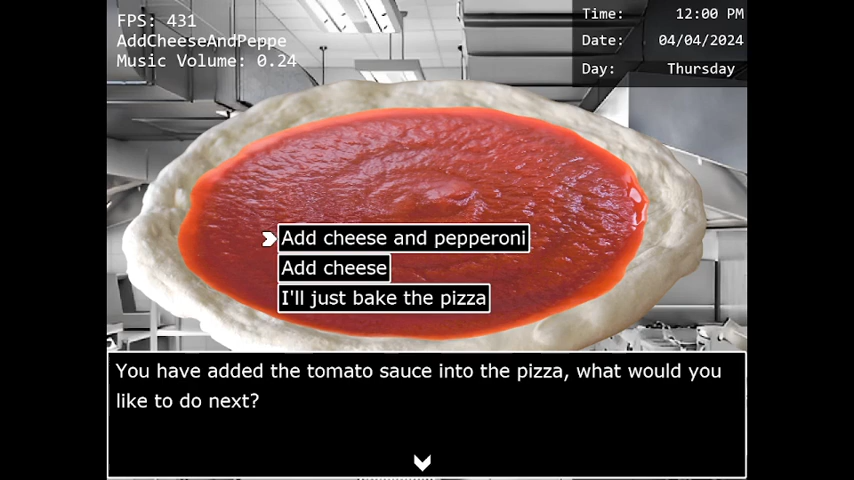 FPS: 431
AddCheeseAndPeppe
Music Volume: 0.24
Time: 12:00 PM
Date: 04/04/2024
Day: Thursday
Add cheese and pepperoni
Add cheese
I'll just bake the pizza
You have added the tomato sauce into the pizza, what would you
like to do next?